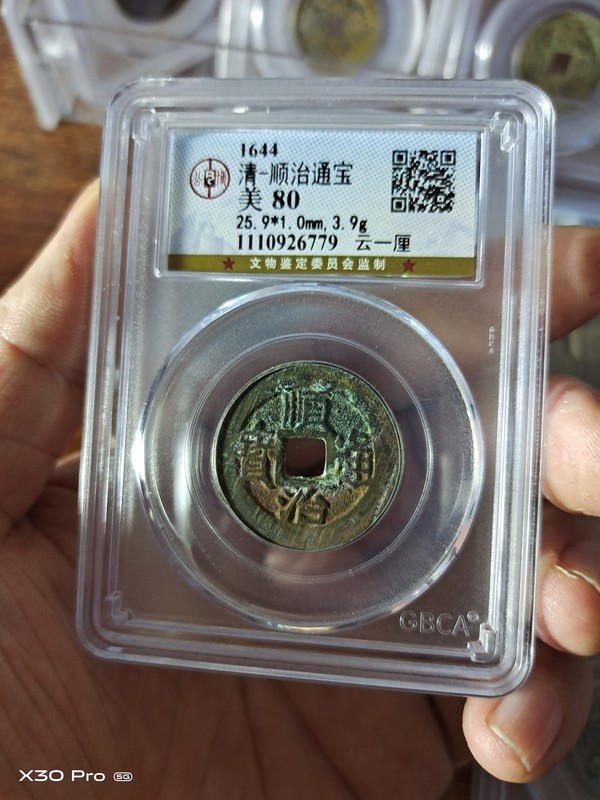 1644
清-顺治通宝
美 80
25.9*1.0mm, 3.9g
1110926779 云一厘
★ 文物鉴定委员会监制 ★
GBCA
順
寶 通
治
GBCA®
X30 Pro 5G